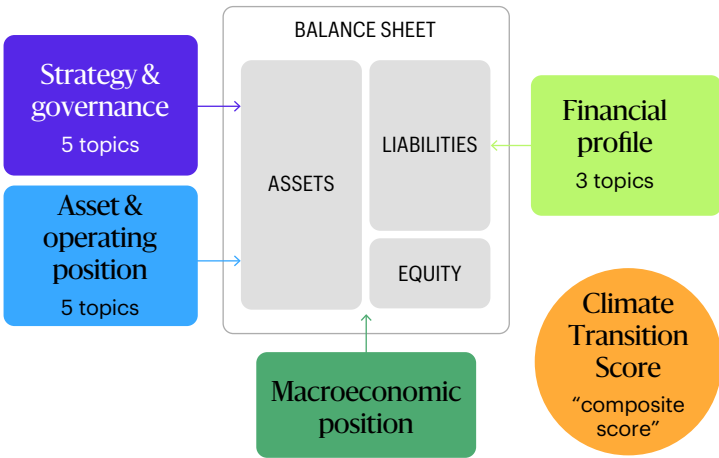 BALANCE SHEET
Strategy &
governance
5 topics
Asset &
operating
position
5 topics
ASSETS
LIABILITIES
EQUITY
Financial
profile
3 topics
Macroeconomic
position
Climate
Transition
Score
“composite
score”